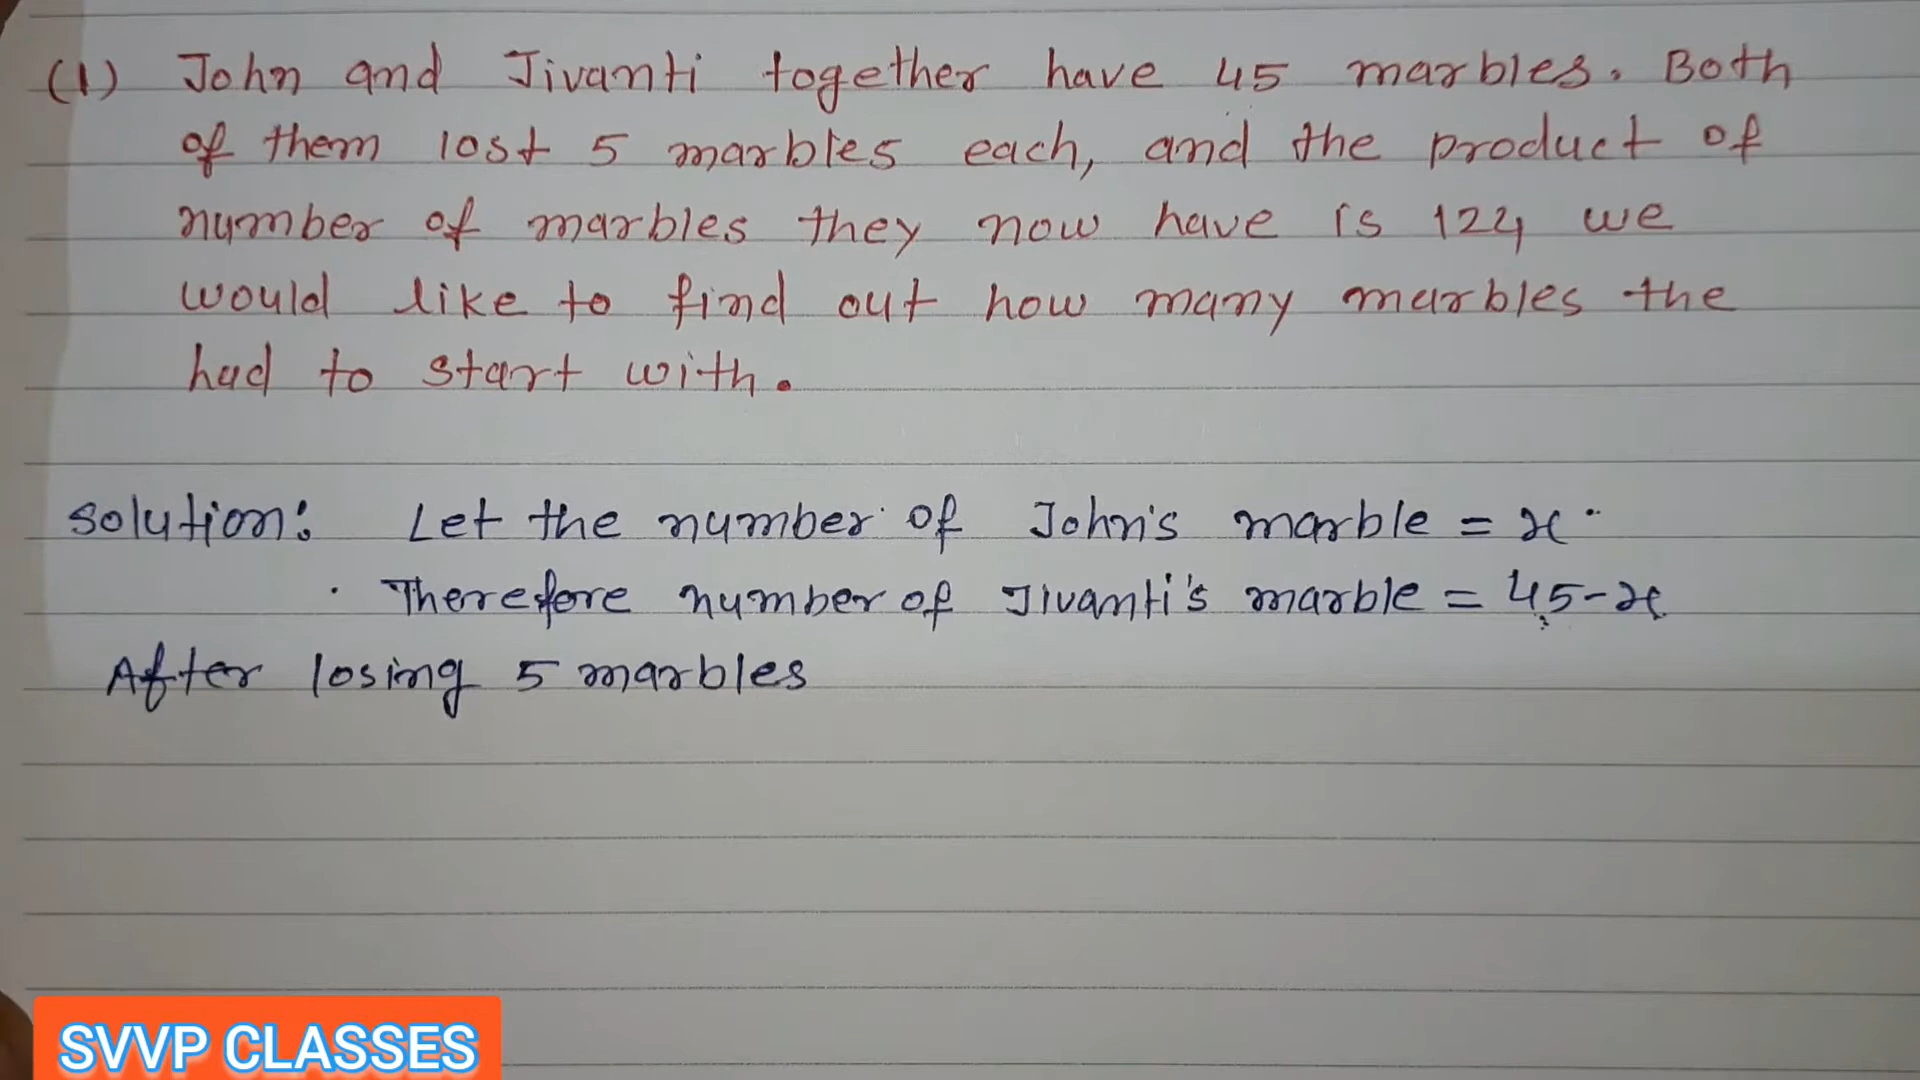 (1) John and Jivanti together have 45 marbles. Both
of them lost 5 marbles each, and the product of
number of marbles they now have is 124 we
would like to find out how many marbles the
had to start with.
Solution: Let the number of John's marble = x
Therefore number of Jivanti's marble = 45-x
After losing 5 marbles
SVVP CLASSES